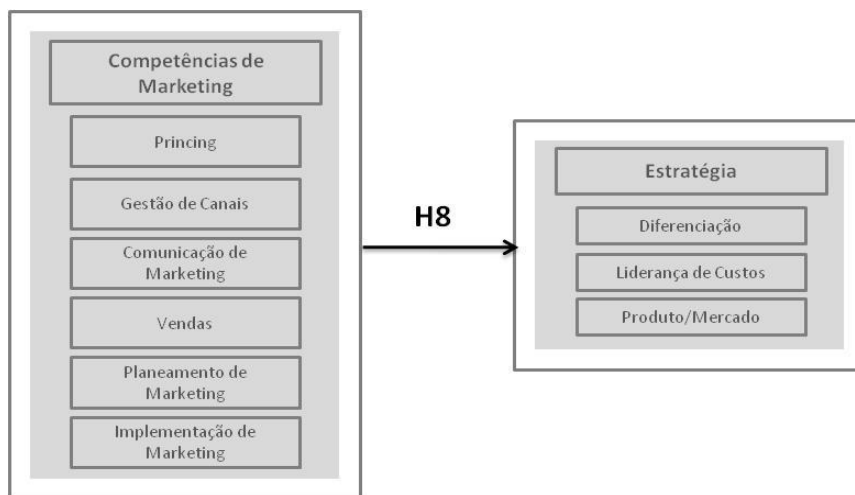 Competências de
Marketing
Princing
Gestão de Canais
Comunicação de
Marketing
Vendas
Planeamento de
Marketing
Implementação de
Marketing
H8
Estratégia
Diferenciação
Liderança de Custos
Produto/Mercado